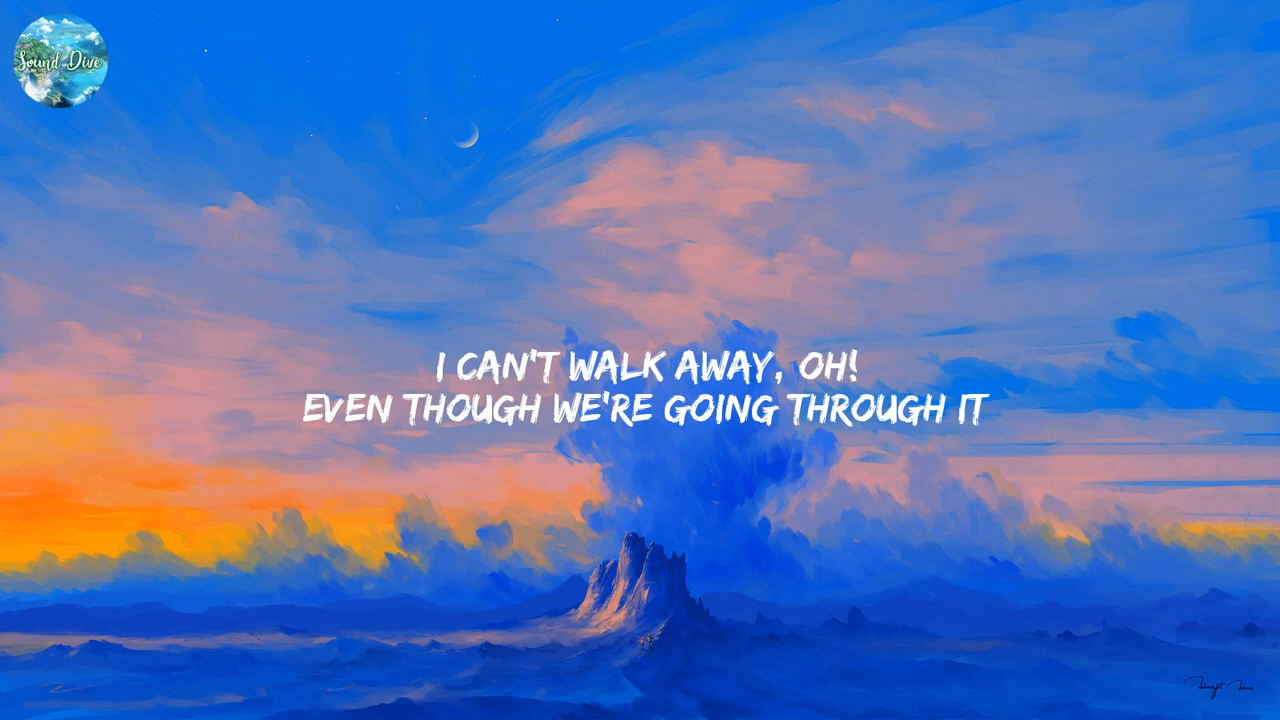 Sound Dive
I CAN'T WALK AWAY, OH!
EVEN THOUGH WE'RE GOING THROUGH IT